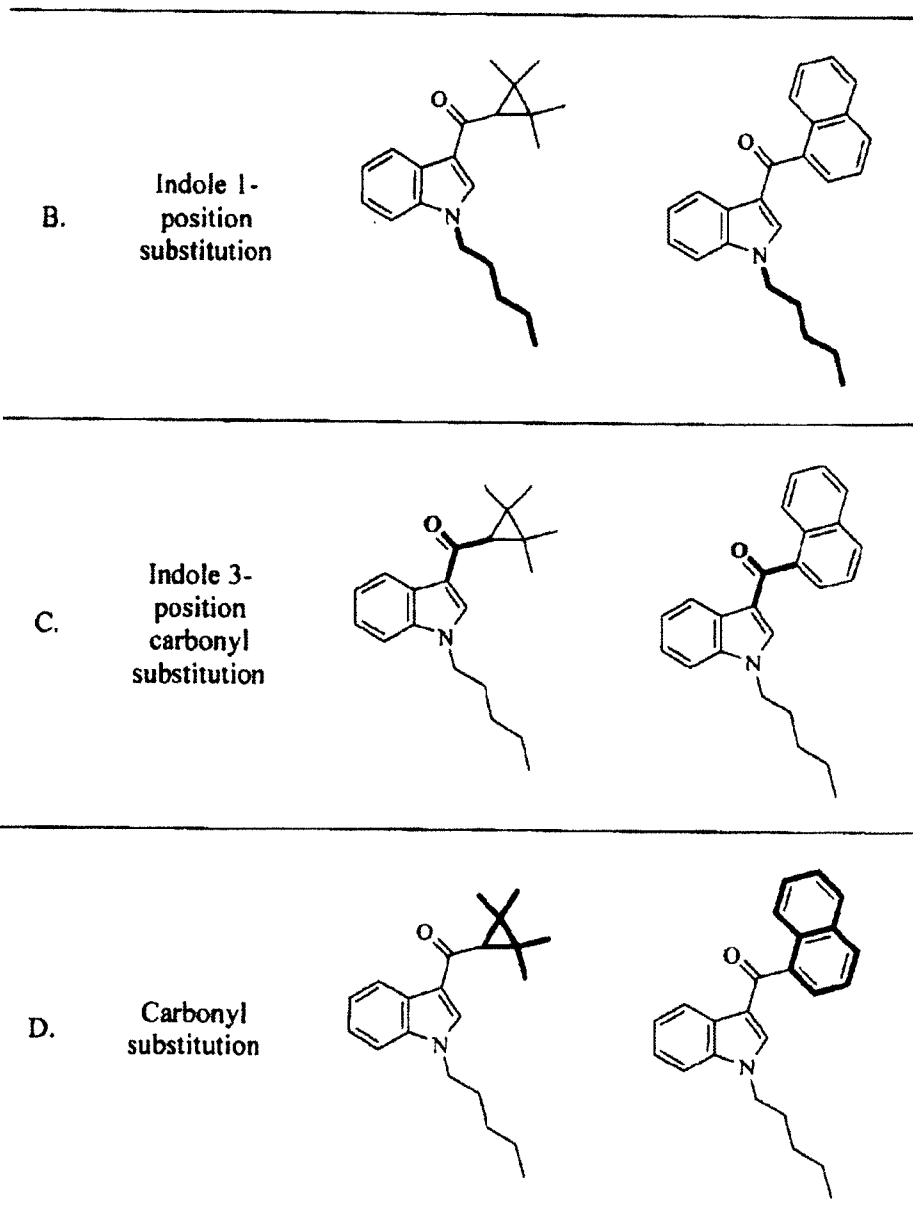 O
O
B.
Indole 1-
position
substitution
N
N
O
O
C.
Indole 3-
position
carbonyl
substitution
N
N
O
O
D.
Carbonyl
substitution
N
N